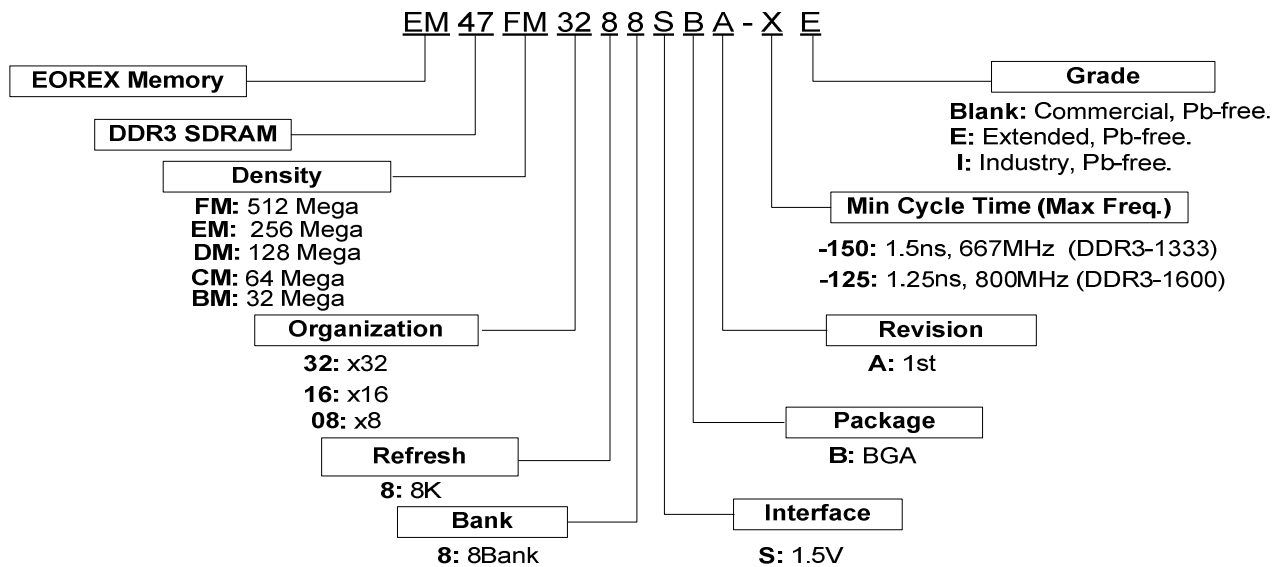 EM 47 FM 32 8 8 S B A - X E
EOREX Memory
DDR3 SDRAM
Density
FM: 512 Mega
EM: 256 Mega
DM: 128 Mega
CM: 64 Mega
BM: 32 Mega
Organization
32: x32
16: x16
08: x8
Refresh
8: 8K
Bank
8: 8Bank
Grade
Blank: Commercial, Pb-free.
E: Extended, Pb-free.
I: Industry, Pb-free.
Min Cycle Time (Max Freq.)
-150: 1.5ns, 667MHz (DDR3-1333)
-125: 1.25ns, 800MHz (DDR3-1600)
Revision
A: 1st
Package
B: BGA
Interface
S: 1.5V